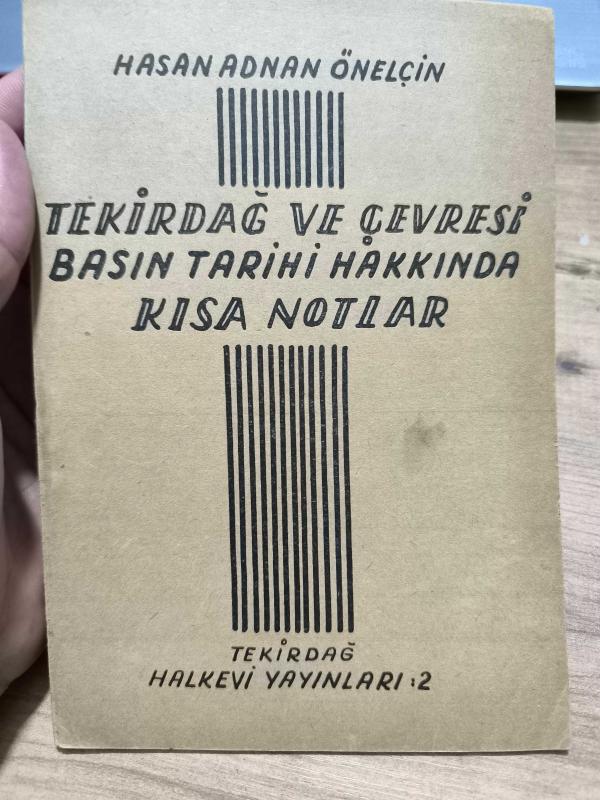 HASAN ADNAN ÖNELÇİN
TEKİRDAĞ VE ÇEVRESİ
BASIN TARİHİ HAKKINDA
KISA NOTLAR
TEKİRDAĞ
HALKEVİ YAYINLARI :2